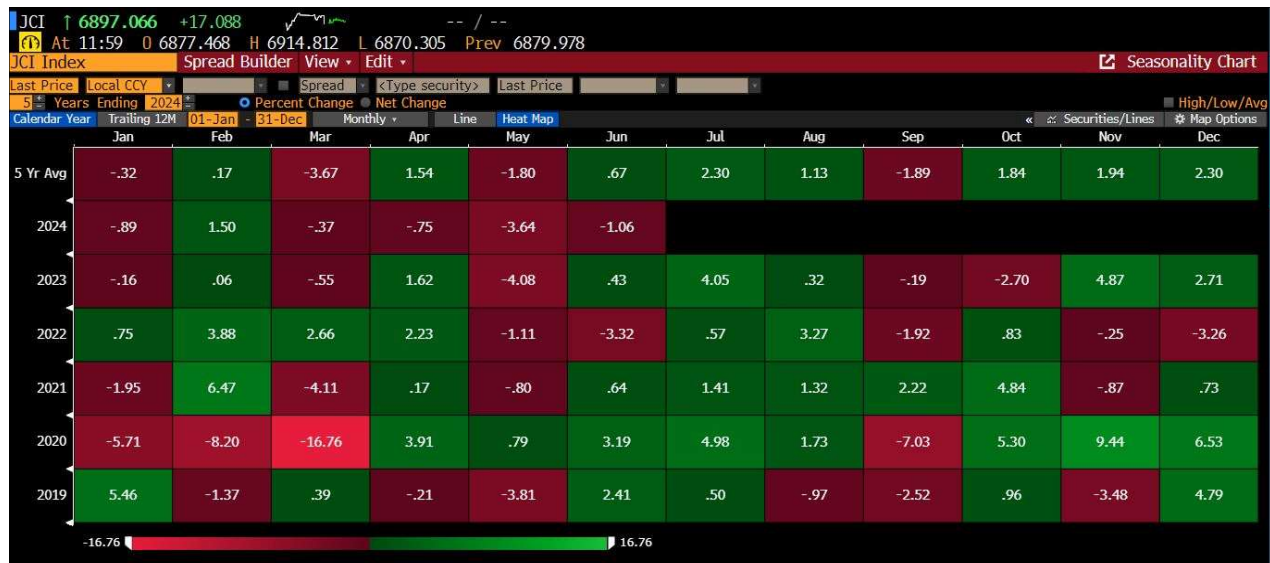 JCI ↑ 6897.066 +17.088 -- / --
At 11:59 O 6877.468 H 6914.812 L 6870.305 Prev 6879.978
JCI Index Spread Builder View Edit Seasonality Chart
Last Price Local CCY Spread <Type security> Last Price
5 Years Ending 2024 Percent Change Net Change High/Low/Avg
Calendar Year Trailing 12M 01-Jan - 31-Dec Monthly Line Heat Map « Securities/Lines Map Options
Jan Feb Mar Apr May Jun Jul Aug Sep Oct Nov Dec
5 Yr Avg -.32 .17 -3.67 1.54 -1.80 .67 2.30 1.13 -1.89 1.84 1.94 2.30
2024 -.89 1.50 -.37 -.75 -3.64 -1.06
2023 -.16 .06 -.55 1.62 -4.08 .43 4.05 .32 -.19 -2.70 4.87 2.71
2022 .75 3.88 2.66 2.23 -1.11 -3.32 .57 3.27 -1.92 .83 -.25 -3.26
2021 -1.95 6.47 -4.11 .17 -.80 .64 1.41 1.32 2.22 4.84 -.87 .73
2020 -5.71 -8.20 -16.76 3.91 .79 3.19 4.98 1.73 -7.03 5.30 9.44 6.53
2019 5.46 -1.37 .39 -.21 -3.81 2.41 .50 -.97 -2.52 .96 -3.48 4.79
-16.76 16.76